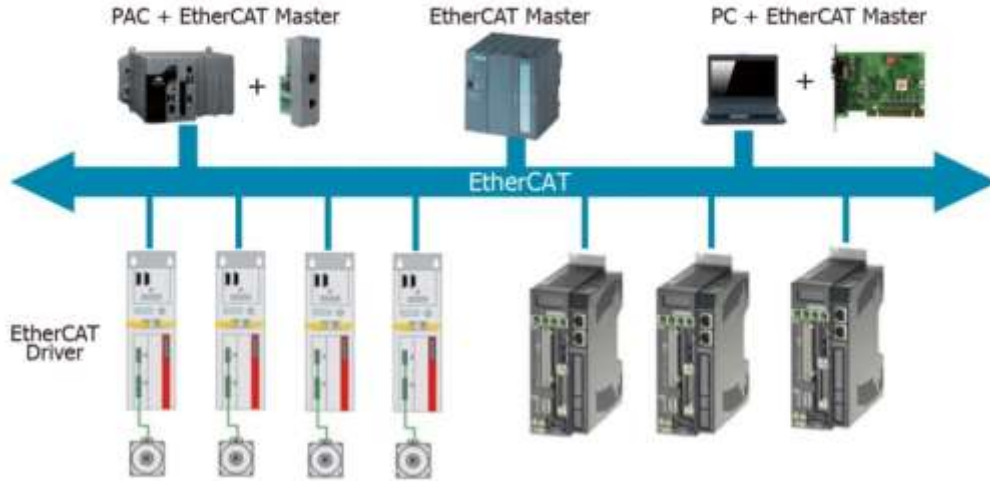 PAC + EtherCAT Master
EtherCAT Master
PC + EtherCAT Master
+
+
EtherCAT
EtherCAT
Driver